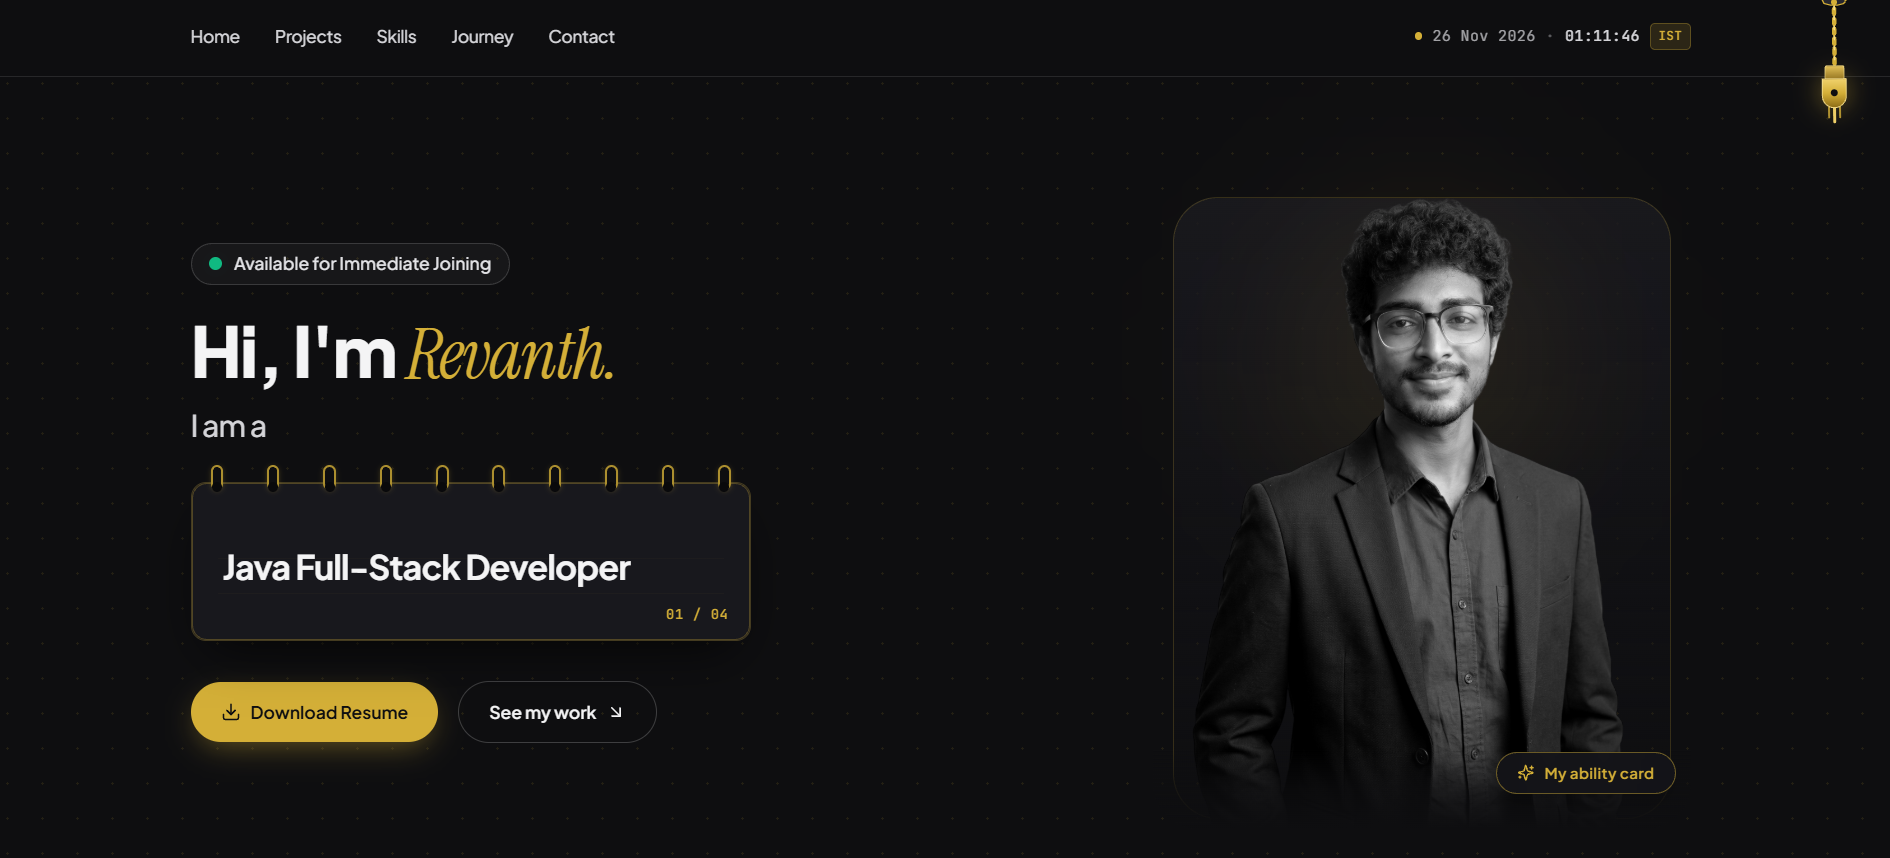 Home Projects Skills Journey Contact
26 Nov 2026 · 01:11:46 IST
Available for Immediate Joining
Hi, I'm Revanth.
I am a
Java Full-Stack Developer
01 / 04
Download Resume
See my work
My ability card